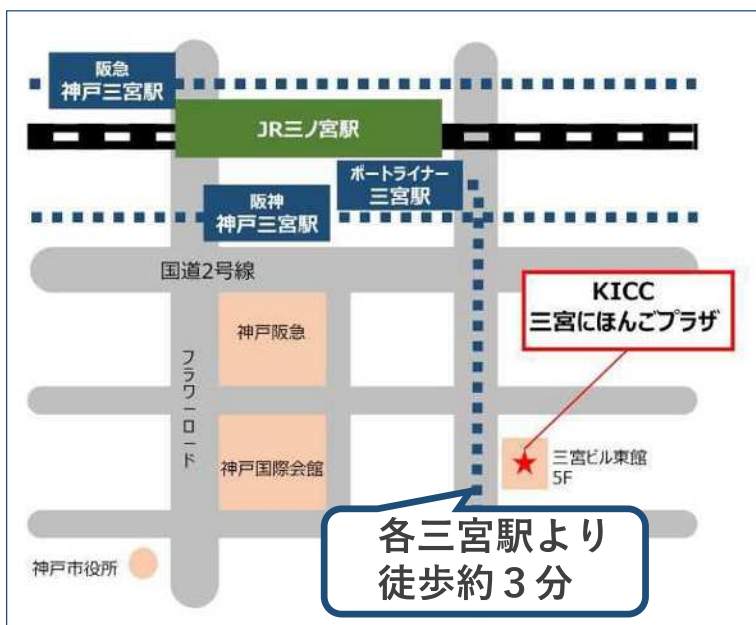 阪急
神戸三宮駅
JR三ノ宮駅
ポートライナー
三宮駅
阪神
神戸三宮駅
国道2号線
KICC
三宮にほんごプラザ
神戸阪急
フラワーロード
神戸国際会館
三宮ビル東館
5F
各三宮駅より
徒歩約３分
神戸市役所